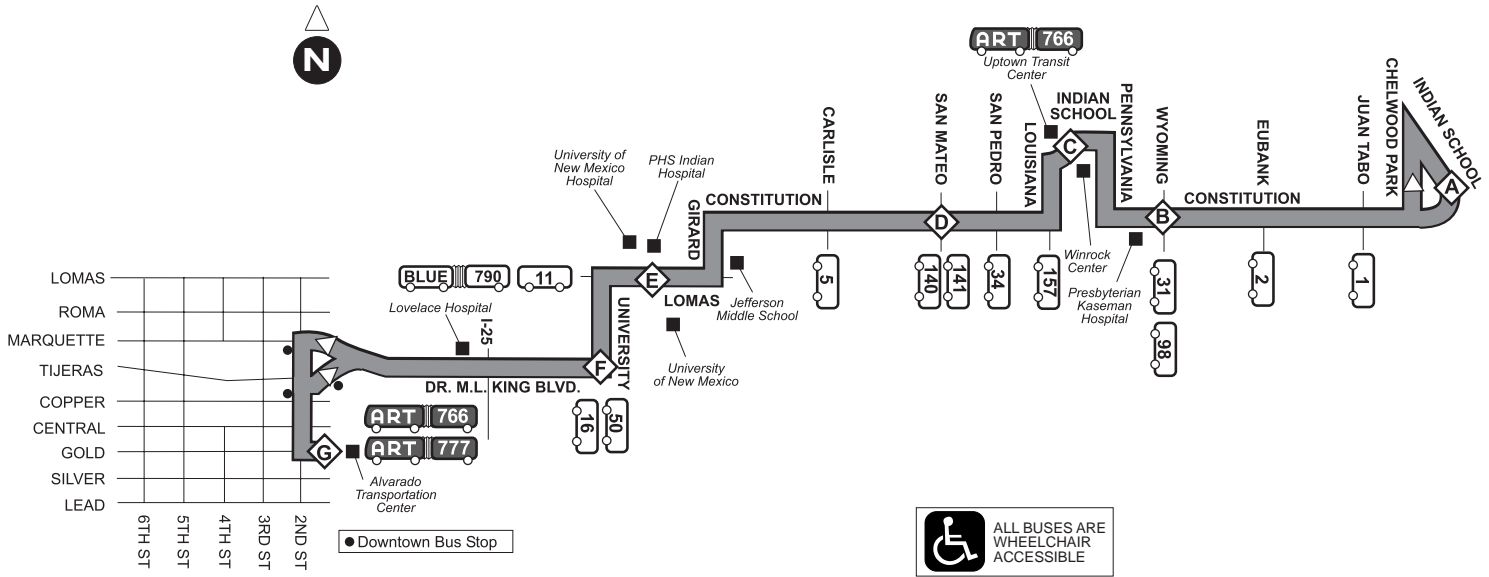 N
ART 766
Uptown Transit
Center
INDIAN
SCHOOL
PENNSYLVANIA
CHELWOOD PARK
INDIAN SCHOOL
CARLISLE
SAN MATEO
SAN PEDRO
LOUISIANA
WYOMING
EUBANK
JUAN TABO
C
A
University of
New Mexico
Hospital
PHS Indian
Hospital
GIRARD
CONSTITUTION
D
B
CONSTITUTION
Winrock
Center
Presbyterian
Kaseman
Hospital
5
140
141
34
157
31
98
2
1
BLUE 790
11
E
LOMAS
Jefferson
Middle School
Lovelace Hospital
I-25
UNIVERSITY
University
of New Mexico
F
DR. M.L. KING BLVD.
16
50
LOMAS
ROMA
MARQUETTE
TIJERAS
COPPER
CENTRAL
GOLD
SILVER
LEAD
ART 766
ART 777
G
Alvarado
Transportation
Center
6TH ST
5TH ST
4TH ST
3RD ST
2ND ST
Downtown Bus Stop
ALL BUSES ARE
WHEELCHAIR
ACCESSIBLE